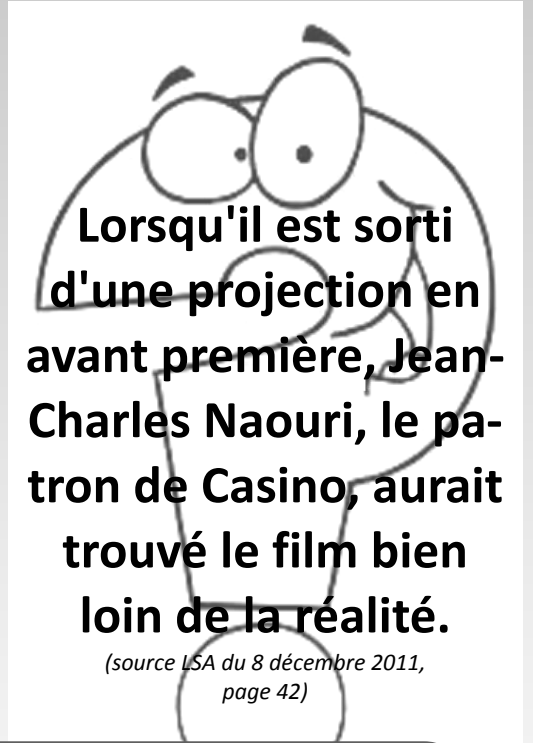 Lorsqu'il est sorti
d'une projection en
avant première, Jean-
Charles Naouri, le pa-
tron de Casino, aurait
trouvé le film bien
loin de la réalité.
(source LSA du 8 décembre 2011,
page 42)